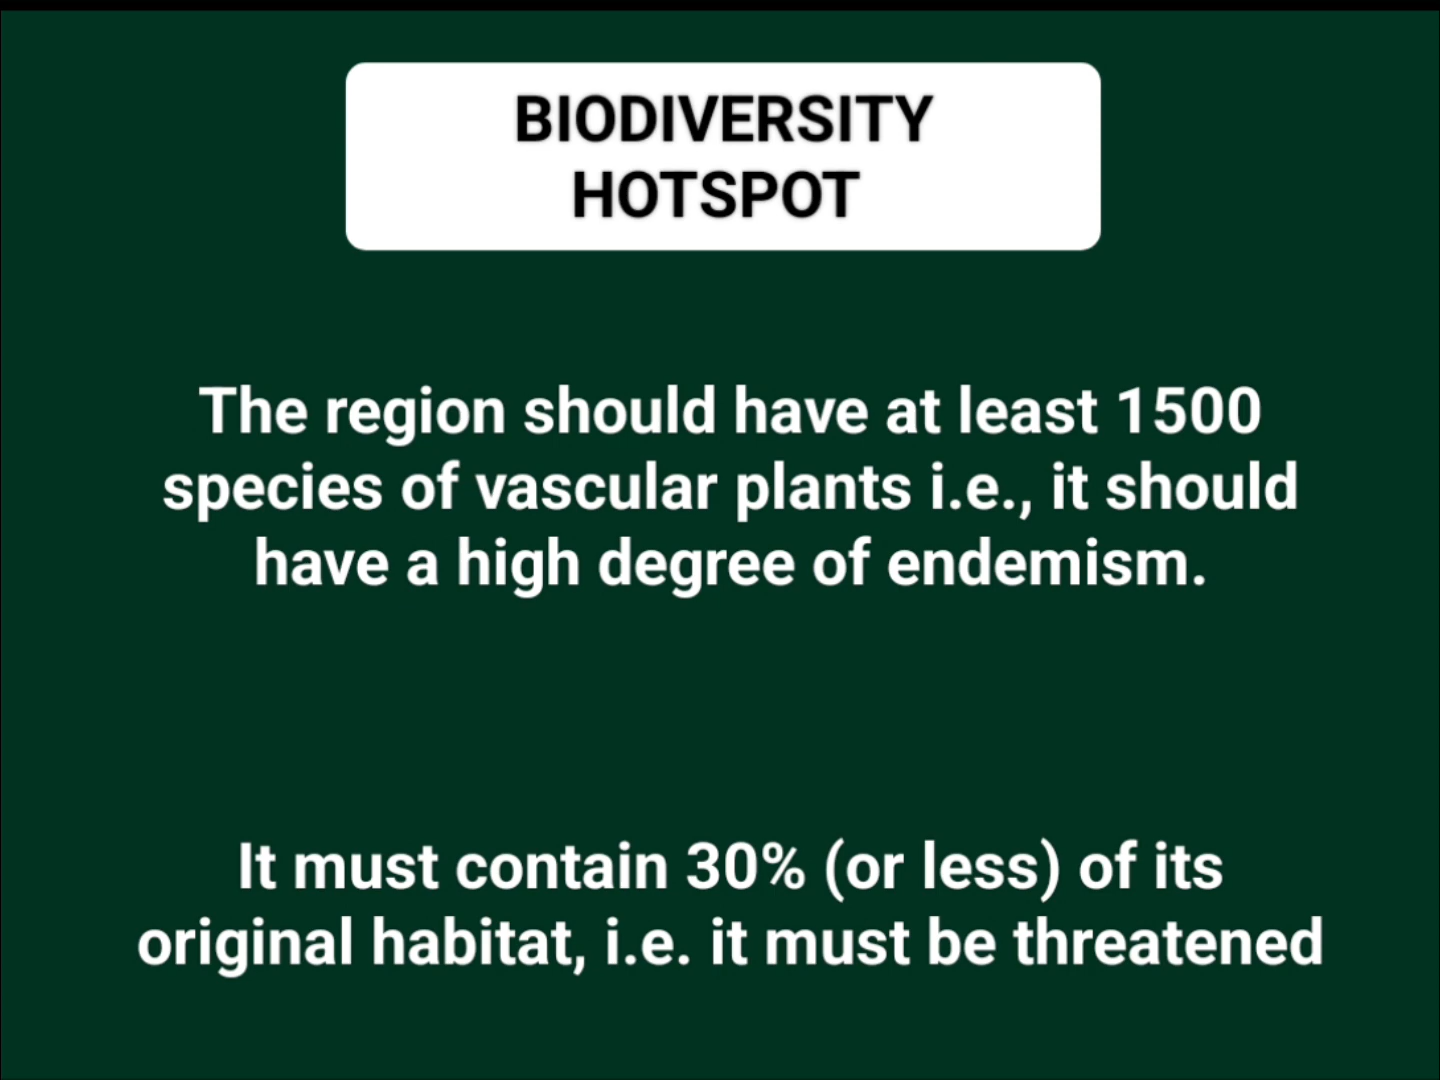 BIODIVERSITY
HOTSPOT
The region should have at least 1500
species of vascular plants i.e., it should
have a high degree of endemism.
It must contain 30% (or less) of its
original habitat, i.e. it must be threatened